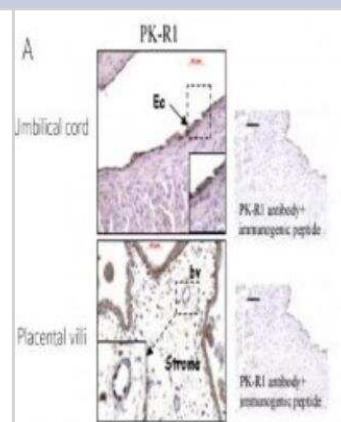 PK-R1
A
Umbilical cord
Ec
PK-R1 antibody+
immunogenic peptide
Placental villi
bv
Stroma
PK-R1 antibody+
immunogenic peptide